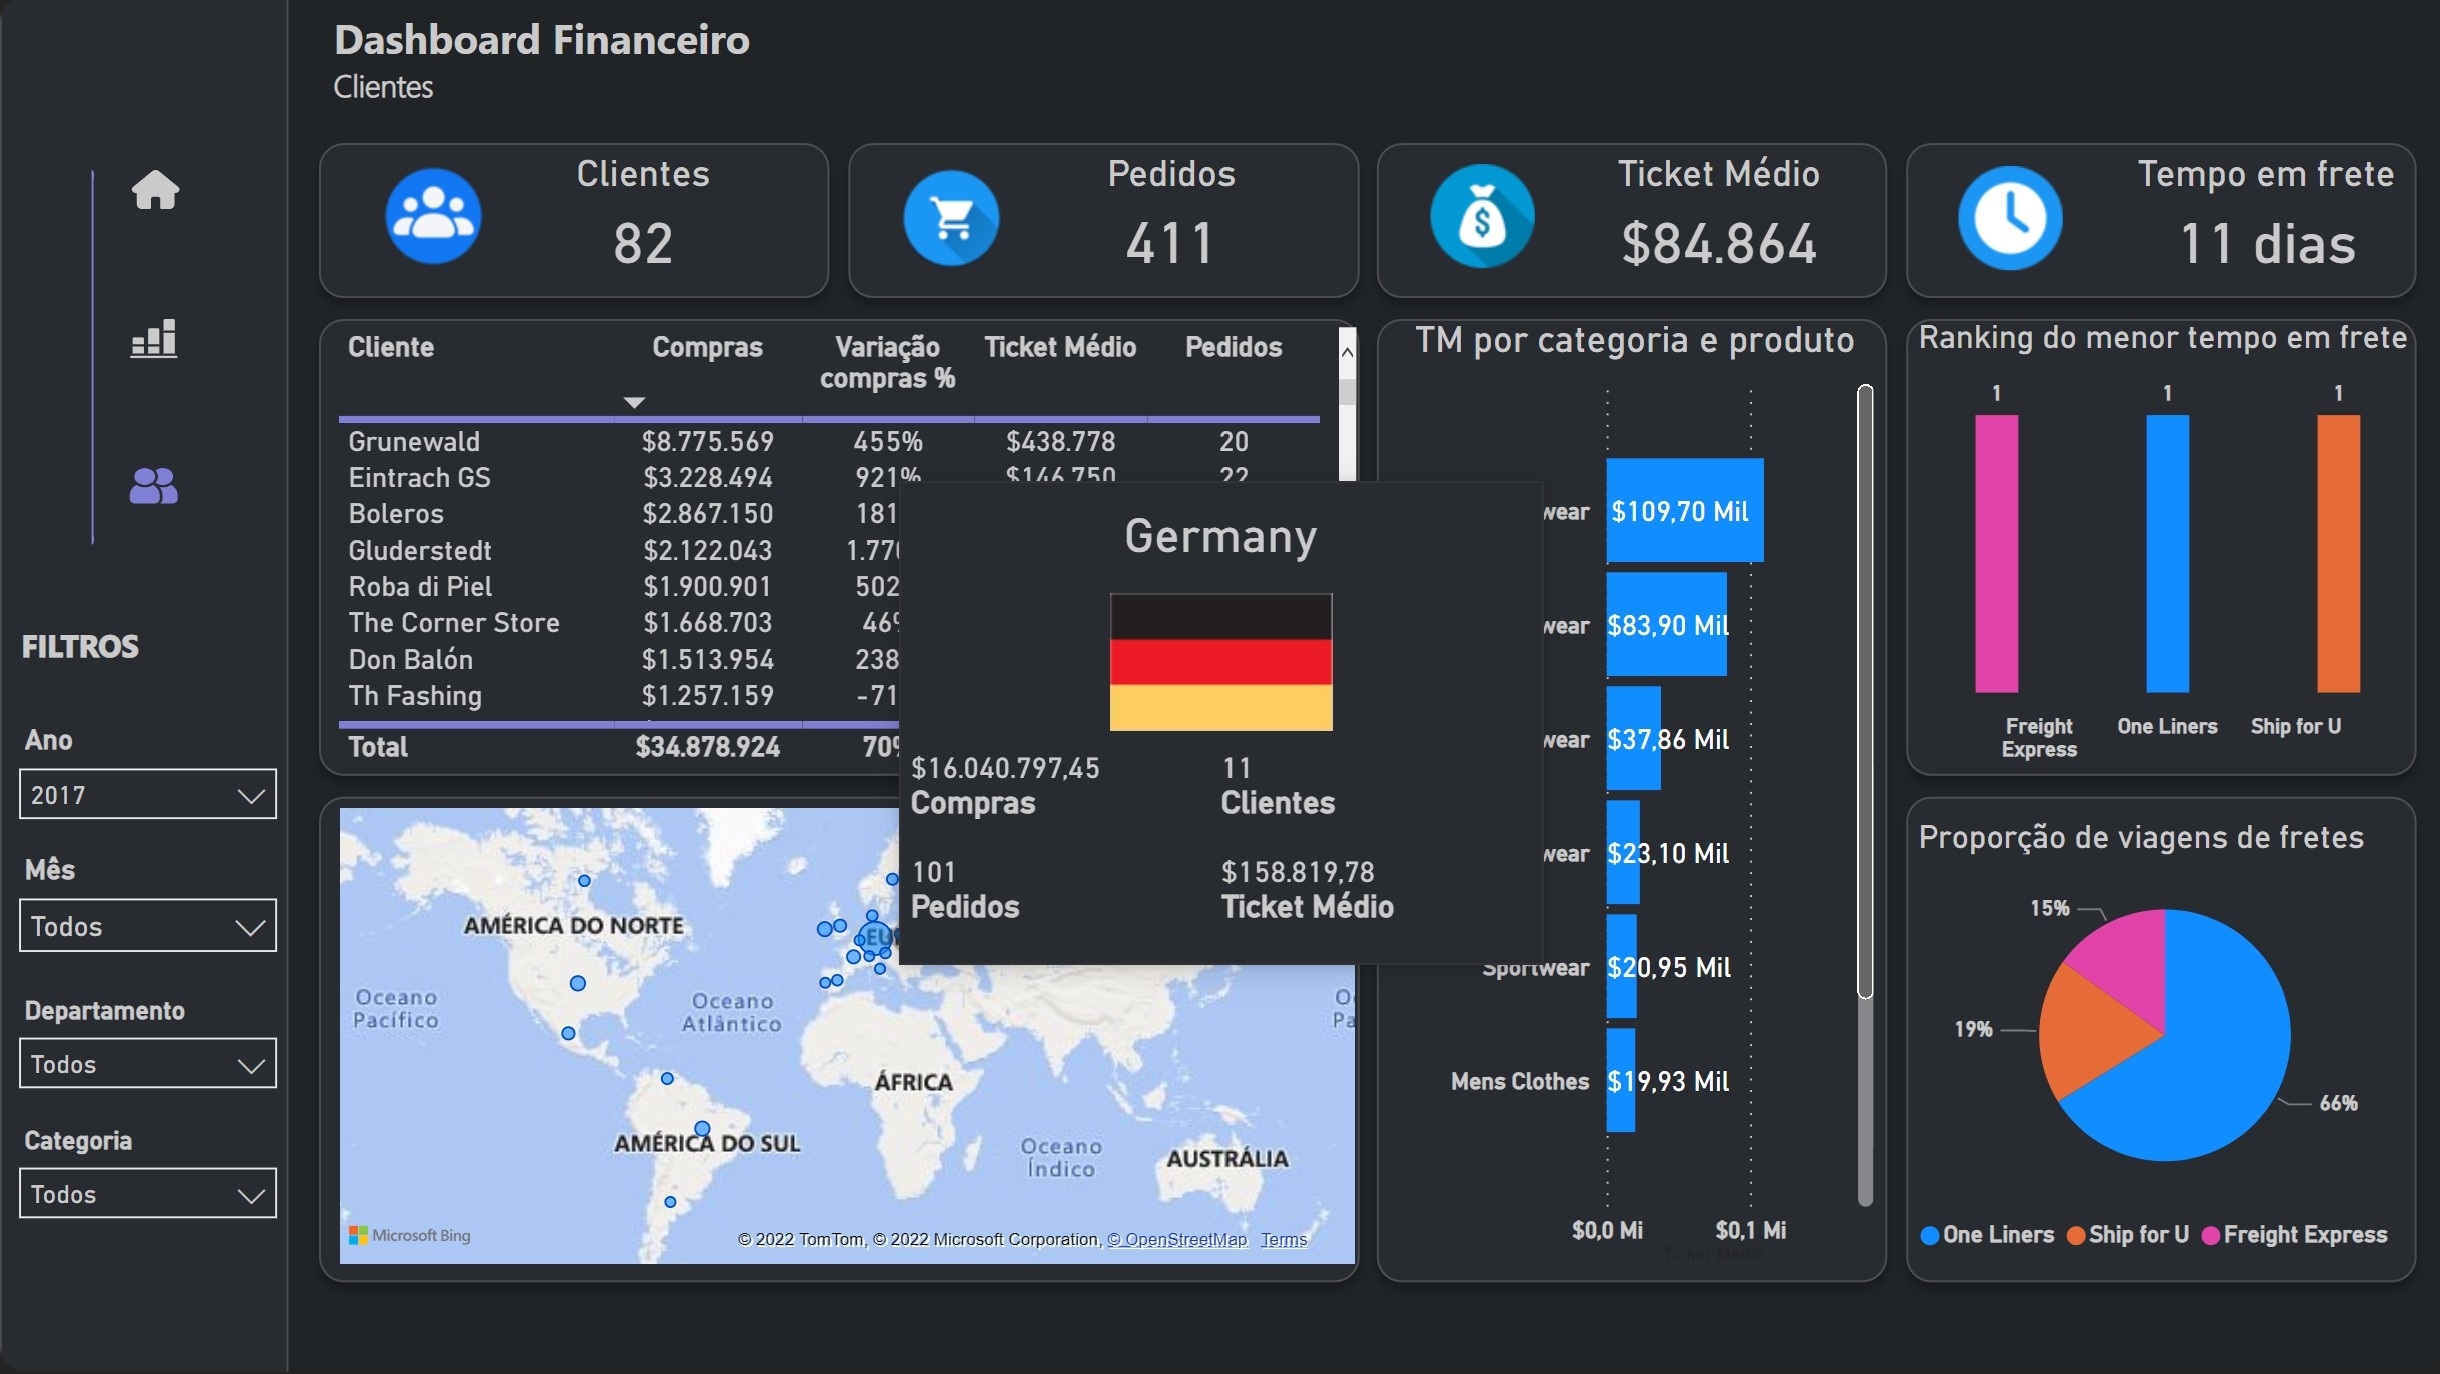 Dashboard Financeiro
Clientes
Clientes
82
Pedidos
411
Ticket Médio
$84.864
Tempo em frete
11 dias
FILTROS
Ano
2017
Mês
Todos
Departamento
Todos
Categoria
Todos
Cliente Compras Variação compras % Ticket Médio Pedidos
Grunewald $8.775.569 455% $438.778 20
Eintrach GS $3.228.494 921% $146.750 22
Boleros $2.867.150 181
Gluderstedt $2.122.043
Roba di Piel $1.900.901 502
The Corner Store $1.668.703 46%
Don Balón $1.513.954 238
Th Fashing $1.257.159 -71
Total $34.878.924 70%
Germany
$16.040.797,45
Compras
11
Clientes
101
Pedidos
$158.819,78
Ticket Médio
AMÉRICA DO NORTE
Oceano
Pacífico
Oceano
Atlântico
ÁFRICA
AMÉRICA DO SUL
Oceano
Índico
AUSTRÁLIA
Microsoft Bing
© 2022 TomTom, © 2022 Microsoft Corporation, © OpenStreetMap Terms
TM por categoria e produto
wear $109,70 Mil
wear $83,90 Mil
wear $37,86 Mil
wear $23,10 Mil
Sportwear $20,95 Mil
Mens Clothes $19,93 Mil
$0,0 Mi $0,1 Mi
Ticket Médio
Ranking do menor tempo em frete
1 1 1
Freight
Express
One Liners
Ship for U
Proporção de viagens de fretes
15%
19%
66%
One Liners Ship for U Freight Express